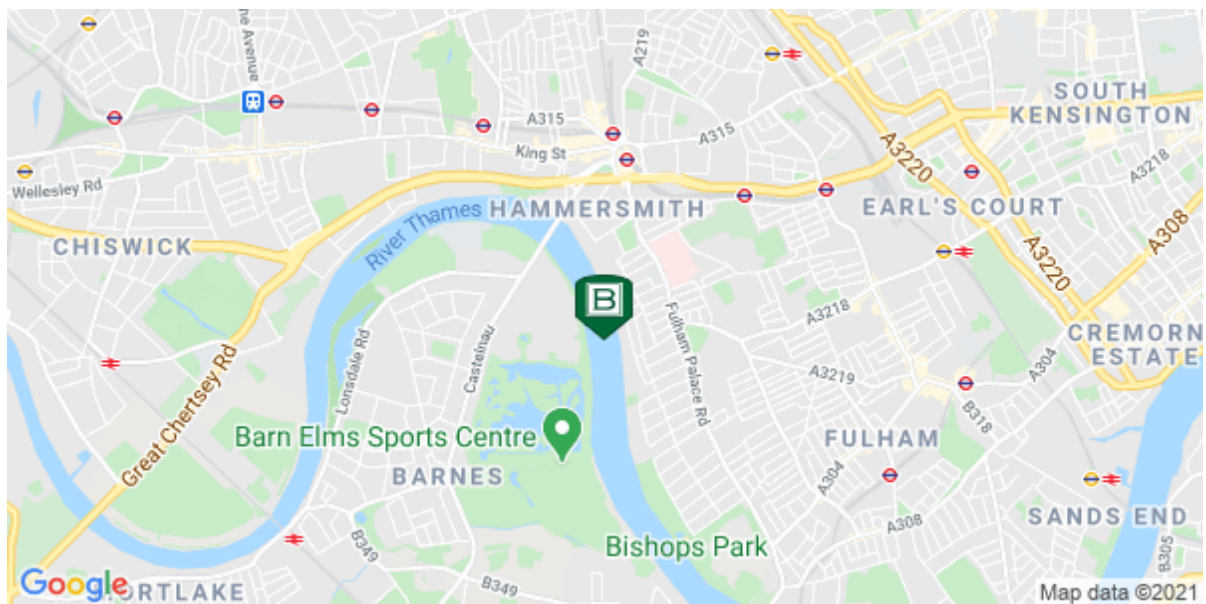 ne Avenue
A219
SOUTH
KENSINGTON
A315
A315
King St
A3220
A3218
Wellesley Rd
River Thames
HAMMERSMITH
EARL'S COURT
A308
CHISWICK
A3220
B
Fulham Palace Rd
A3218
CREMORN
ESTATE
Lonsdale Rd
Castelnau
A304
A3219
Great Chertsey Rd
B318
Barn Elms Sports Centre
FULHAM
BARNES
A304
SANDS END
A308
B349
Bishops Park
B305
B349
Google
ORTLAKE
Map data ©2021